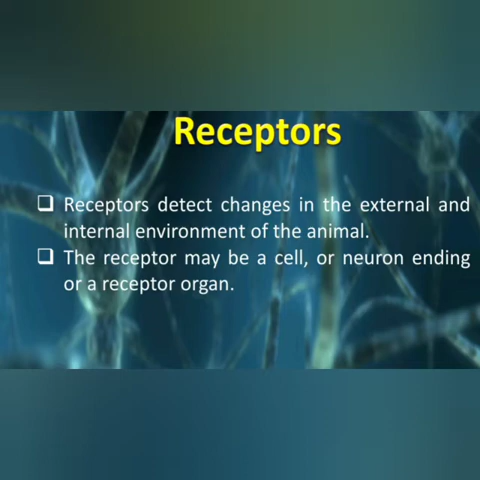 Receptors
❑ Receptors detect changes in the external and
internal environment of the animal.
❑ The receptor may be a cell, or neuron ending
or a receptor organ.